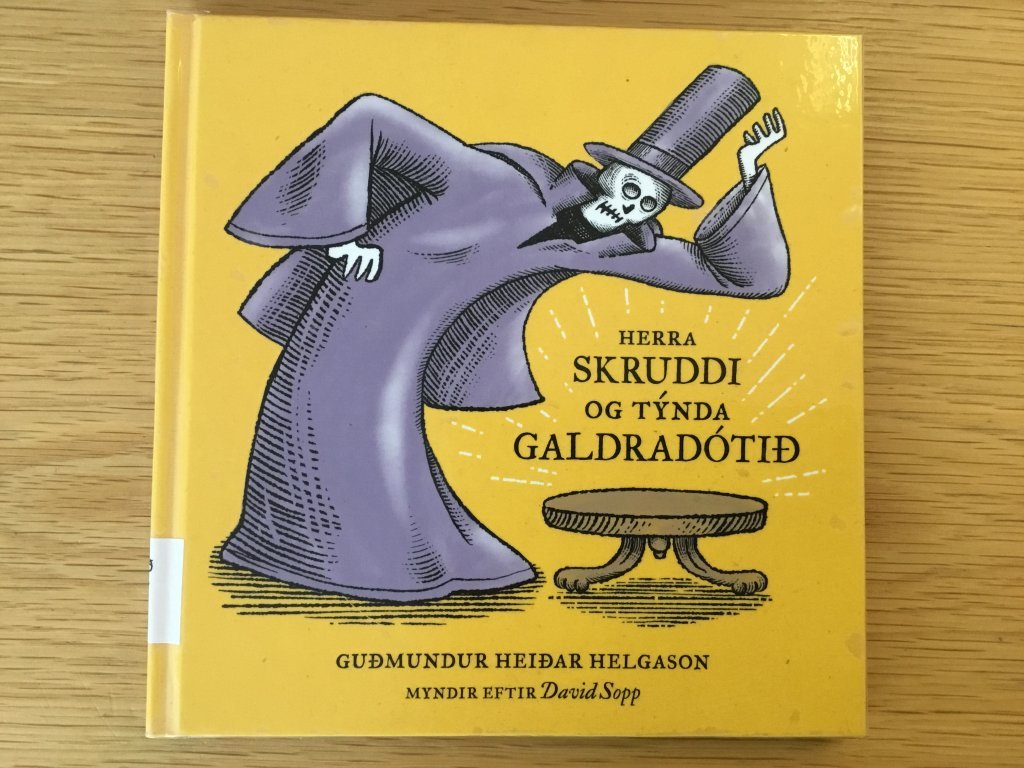 HERRA
SKRUDDI
OG TÝNDA
GALDRADÓTIÐ
GUÐMUNDUR HEIÐAR HELGASON
MYNDIR EFTIR David Sopp